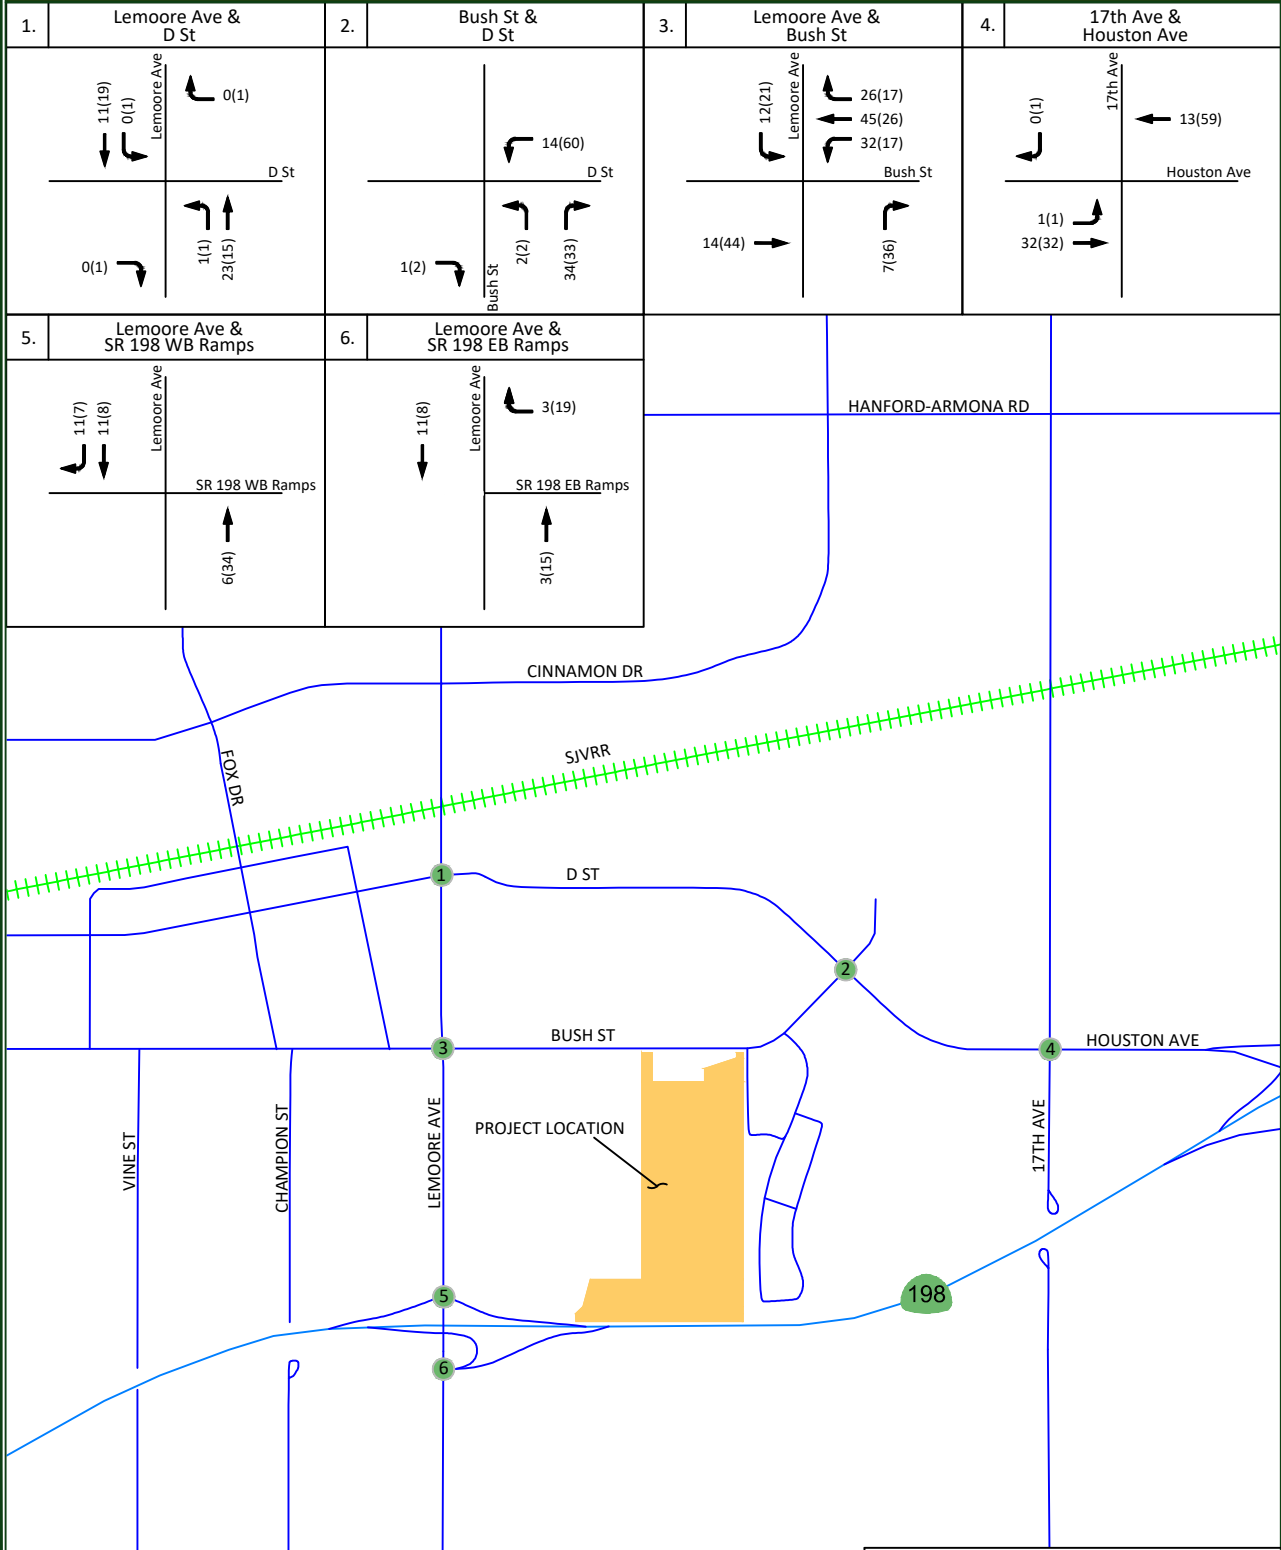 1.
Lemoore Ave &
D St
11(19)
0(1)
Lemoore Ave
0(1)
D St
0(1)
1(1)
23(15)
2.
Bush St &
D St
14(60)
D St
1(2)
Bush St
2(2)
34(33)
3.
Lemoore Ave &
Bush St
12(21)
Lemoore Ave
26(17)
45(26)
32(17)
Bush St
14(44)
7(36)
4.
17th Ave &
Houston Ave
0(1)
17th Ave
13(59)
Houston Ave
1(1)
32(32)
5.
Lemoore Ave &
SR 198 WB Ramps
11(7)
11(8)
Lemoore Ave
SR 198 WB Ramps
6(34)
6.
Lemoore Ave &
SR 198 EB Ramps
11(8)
Lemoore Ave
3(19)
SR 198 EB Ramps
3(15)
HANFORD-ARMONA RD
CINNAMON DR
SJVRR
FOX DR
1
D ST
2
3
BUSH ST
4
HOUSTON AVE
VINE ST
CHAMPION ST
LEMOORE AVE
PROJECT LOCATION
17TH AVE
5
198
6